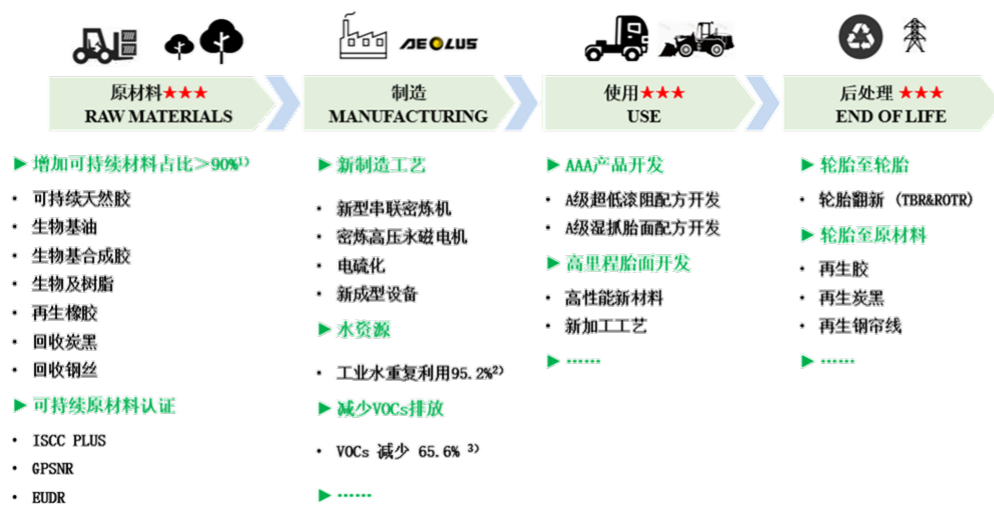 AEOLUS
原材料★★★
RAW MATERIALS
制造
MANUFACTURING
使用★★★
USE
后处理 ★★★
END OF LIFE
► 增加可持续材料占比＞90%1)
· 可持续天然胶
· 生物基油
· 生物基合成胶
· 生物及树脂
· 再生橡胶
· 回收炭黑
· 回收钢丝
► 可持续原材料认证
· ISCC PLUS
· GPSNR
· EUDR
► 新制造工艺
· 新型串联密炼机
· 密炼高压永磁电机
· 电硫化
· 新成型设备
► 水资源
· 工业水重复利用95.2%2)
► 减少VOCs排放
· VOCs 减少 65.6% 3)
► ……
► AAA产品开发
· A级超低滚阻配方开发
· A级湿抓胎面配方开发
► 高里程胎面开发
· 高性能新材料
· 新加工工艺
► ……
► 轮胎至轮胎
· 轮胎翻新 (TBR&ROTR)
► 轮胎至原材料
· 再生胶
· 再生炭黑
· 再生钢帘线
► ……